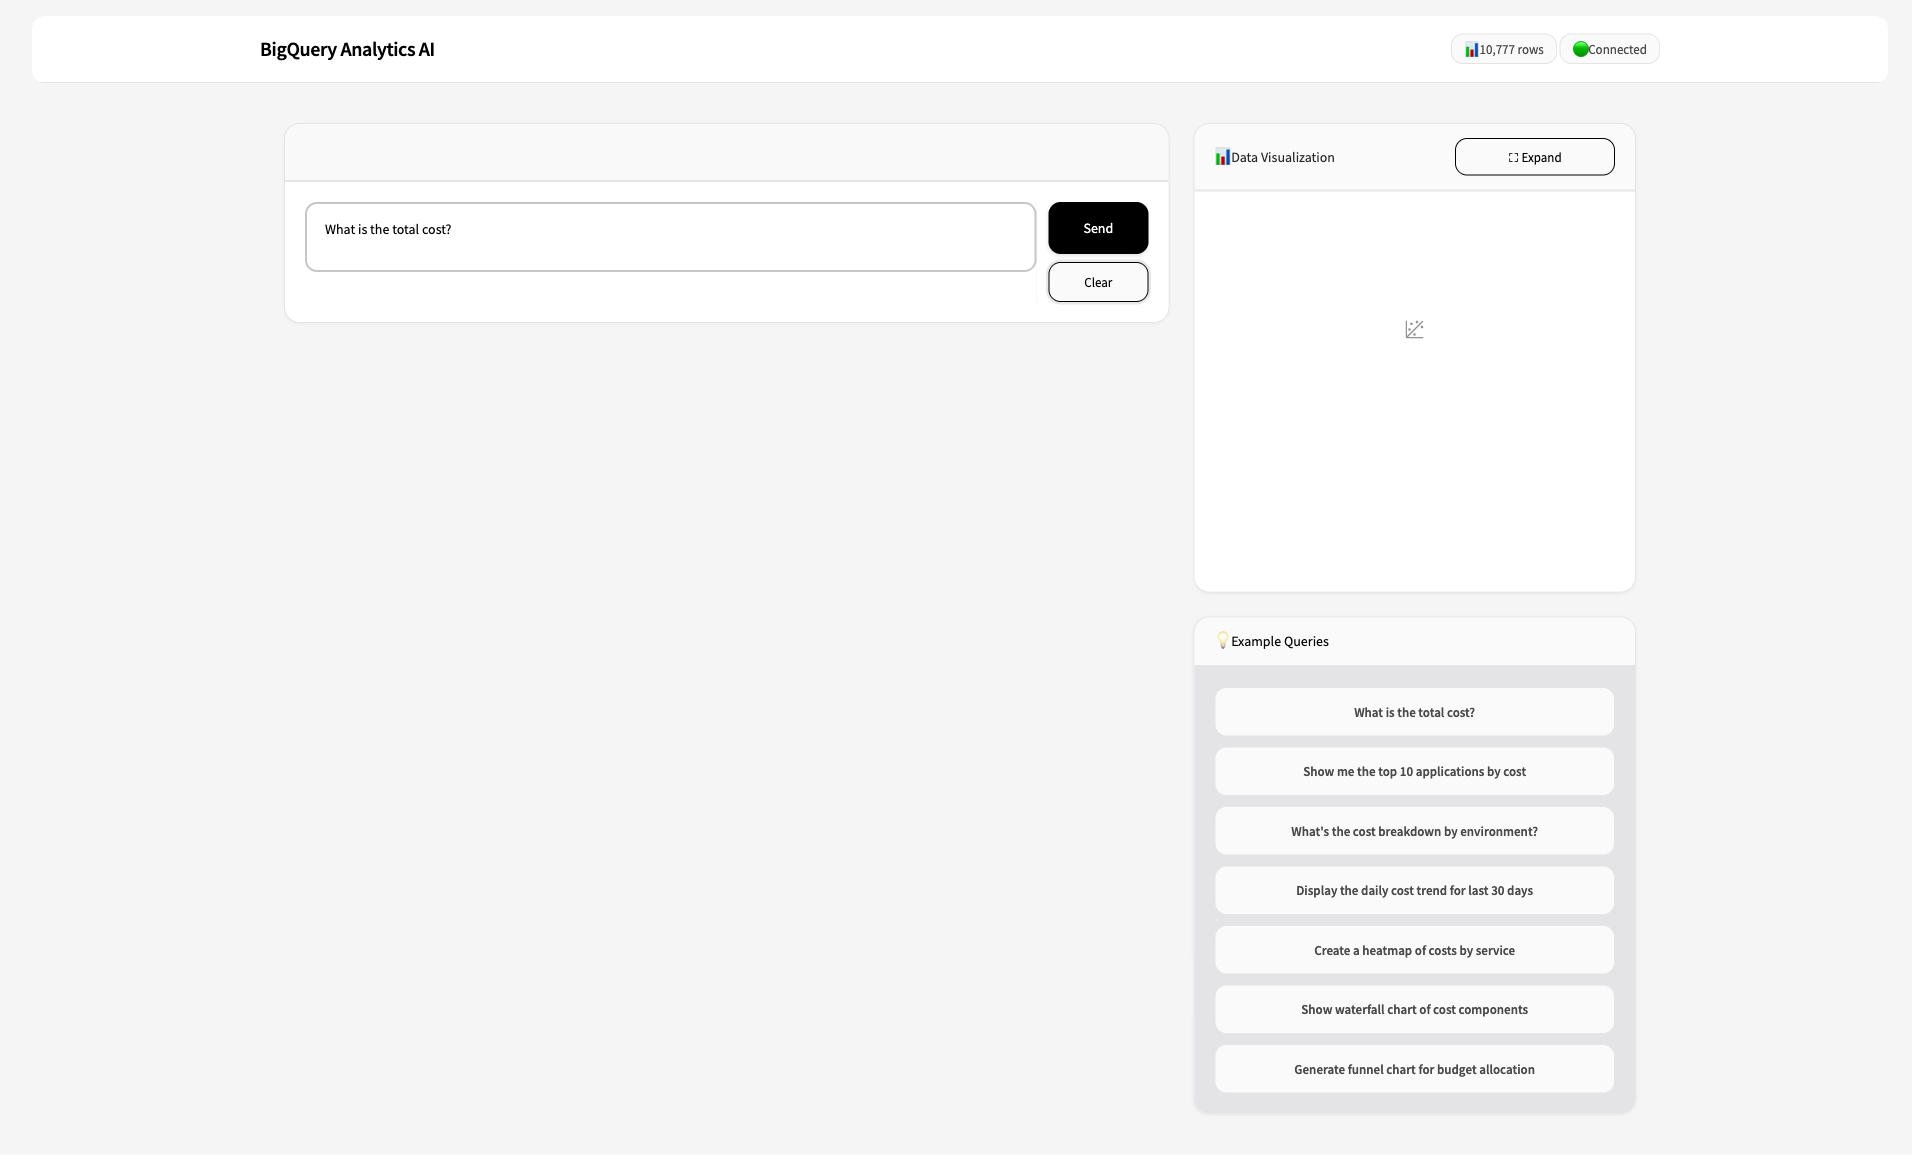 BigQuery Analytics AI
📊10,777 rows
🟢Connected
What is the total cost?
Send
Clear
📊Data Visualization
⛶ Expand
💡Example Queries
What is the total cost?
Show me the top 10 applications by cost
What's the cost breakdown by environment?
Display the daily cost trend for last 30 days
Create a heatmap of costs by service
Show waterfall chart of cost components
Generate funnel chart for budget allocation